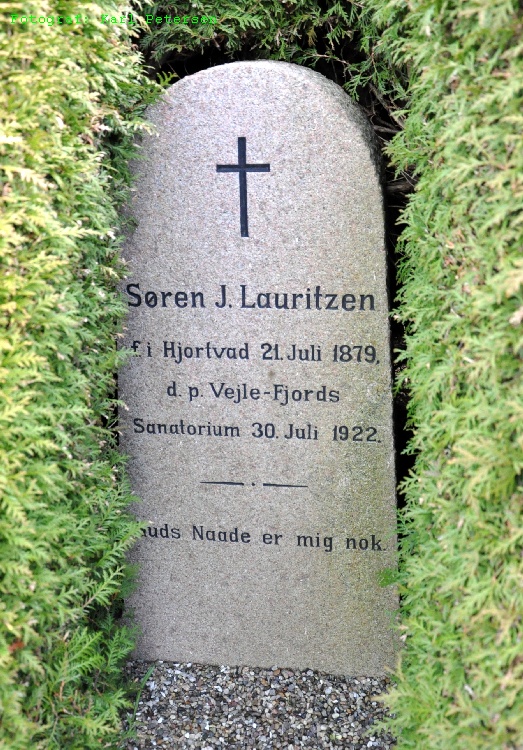 Fotograf: Karl Petersen
Søren J. Lauritzen
f. i Hjortvad 21. Juli 1879,
d. p. Vejle-Fjords
Sanatorium 30. Juli 1922.
Naade er mig nok.